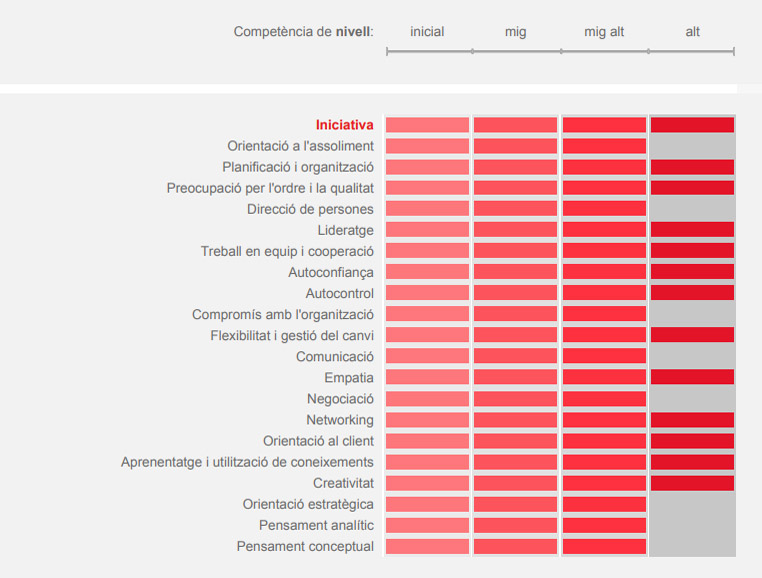 Competència de nivell: inicial mig mig alt alt
Iniciativa
Orientació a l'assoliment
Planificació i organització
Preocupació per l'ordre i la qualitat
Direcció de persones
Lideratge
Treball en equip i cooperació
Autoconfiança
Autocontrol
Compromís amb l'organització
Flexibilitat i gestió del canvi
Comunicació
Empatia
Negociació
Networking
Orientació al client
Aprenentatge i utilització de coneixements
Creativitat
Orientació estratègica
Pensament analític
Pensament conceptual